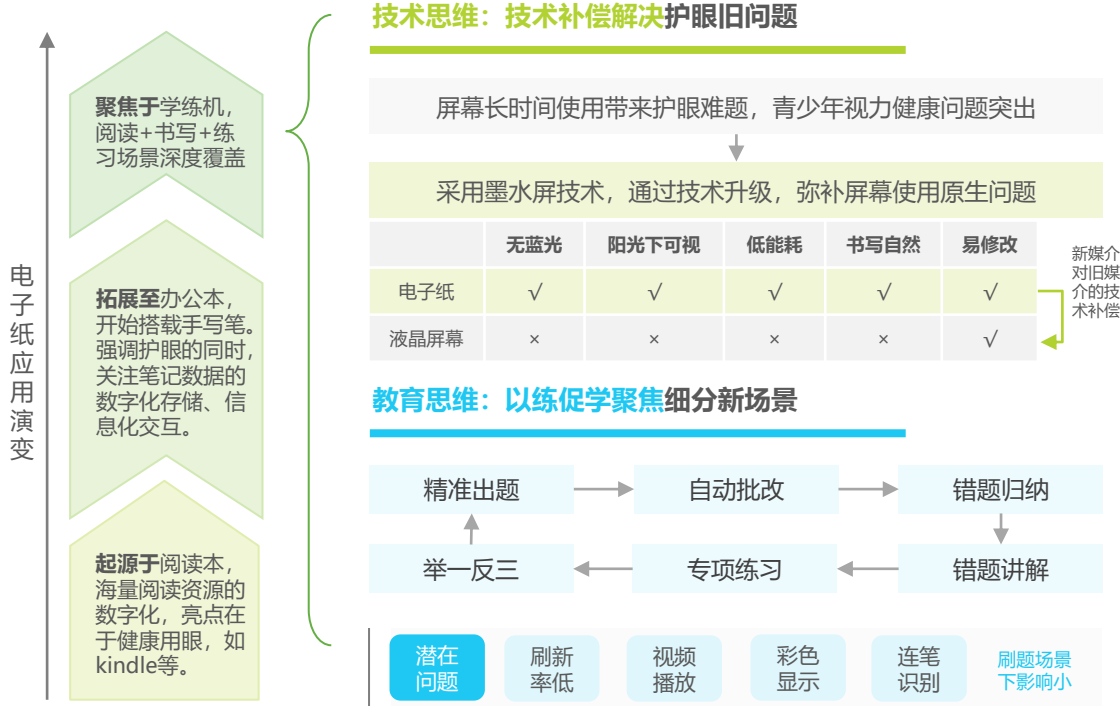 电子纸应用演变
聚焦于学练机，
阅读+书写+练
习场景深度覆盖
拓展至办公本，
开始搭载手写笔。
强调护眼的同时，
关注笔记数据的
数字化存储、信
息化交互。
起源于阅读本，
海量阅读资源的
数字化，亮点在
于健康用眼，如
kindle等。
技术思维：技术补偿解决护眼旧问题
屏幕长时间使用带来护眼难题，青少年视力健康问题突出
采用墨水屏技术，通过技术升级，弥补屏幕使用原生问题
无蓝光 阳光下可视 低能耗 书写自然 易修改
电子纸 √ √ √ √ √
液晶屏幕 × × × × √
新媒介
对旧媒
介的技
术补偿
教育思维：以练促学聚焦细分新场景
精准出题 自动批改 错题归纳
举一反三 专项练习 错题讲解
潜在 刷新 视频 彩色 连笔 刷题场景
问题 率低 播放 显示 识别 下影响小